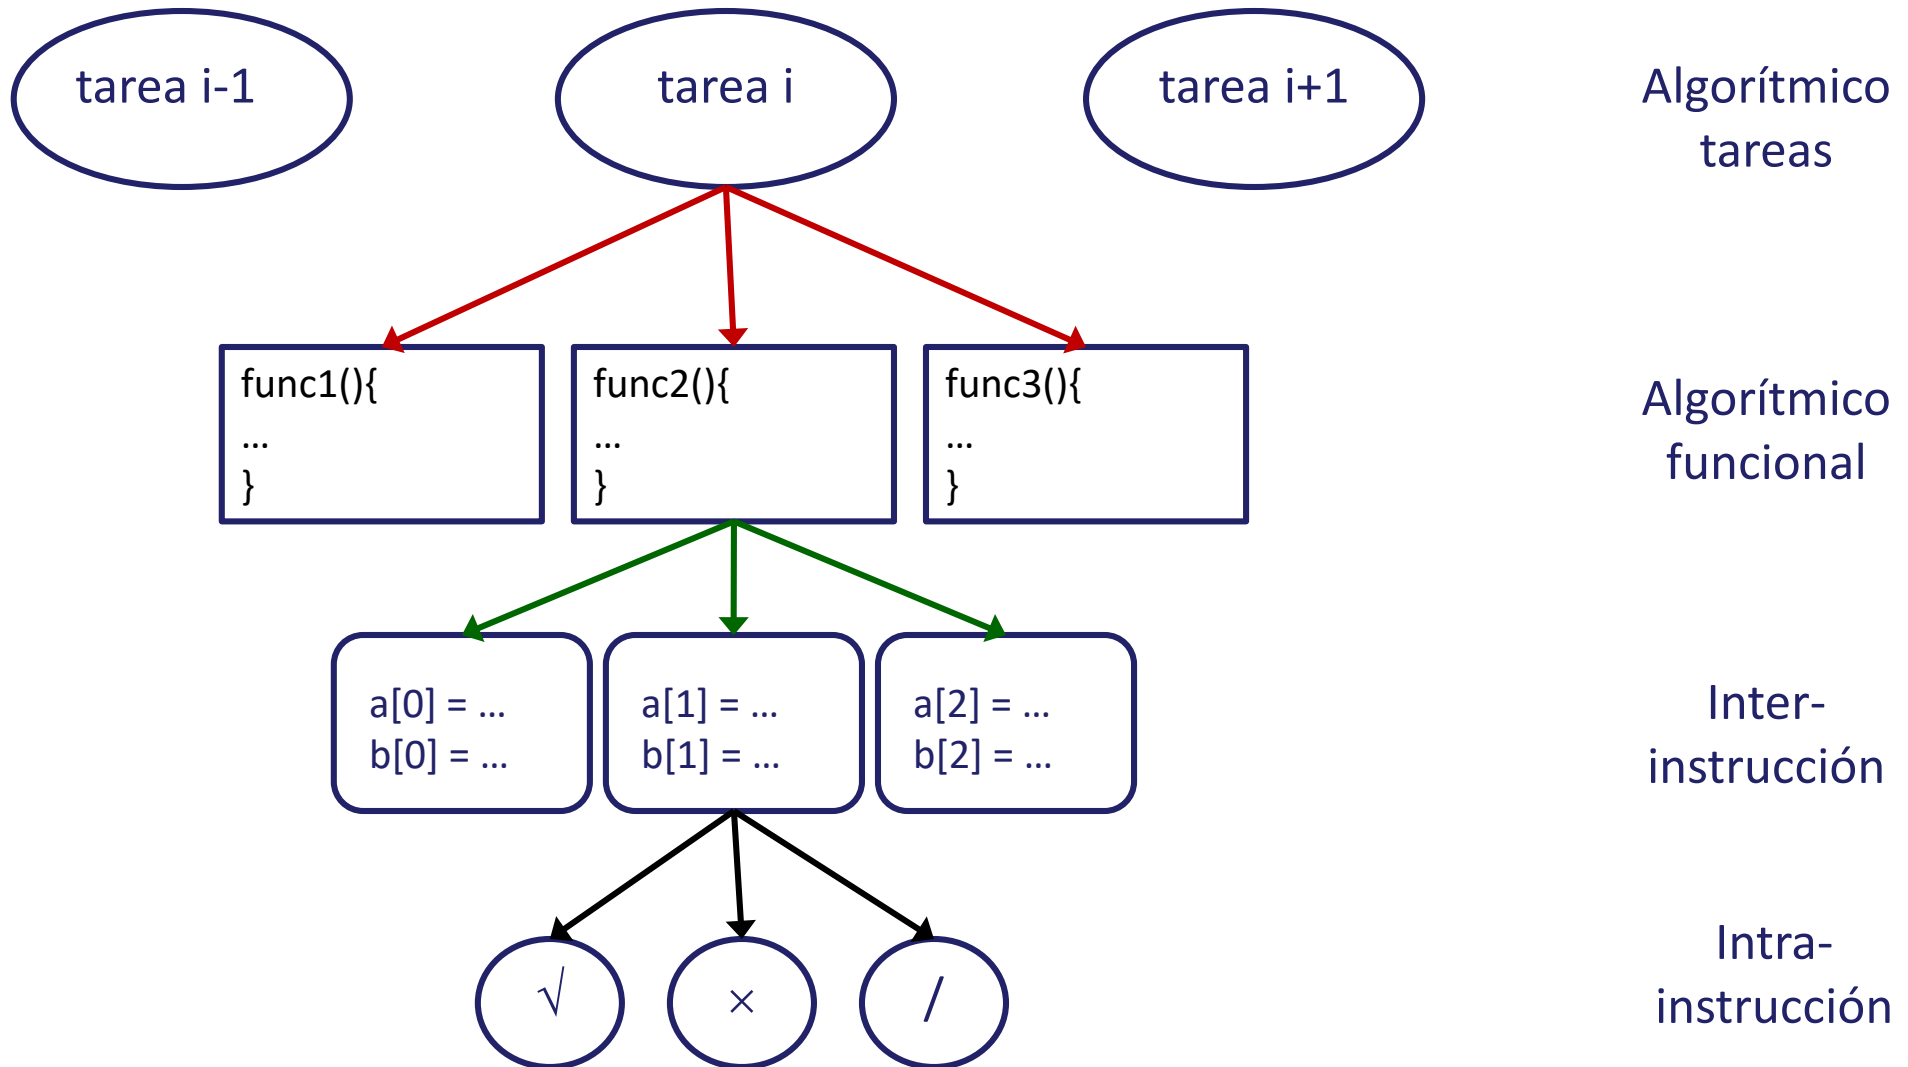 tarea i-1
tarea i
tarea i+1
Algorítmico
tareas
func1(){
...
}
func2(){
...
}
func3(){
...
}
Algorítmico
funcional
a[0] = ...
b[0] = ...
a[1] = ...
b[1] = ...
a[2] = ...
b[2] = ...
Inter-
instrucción
√
×
/
Intra-
instrucción